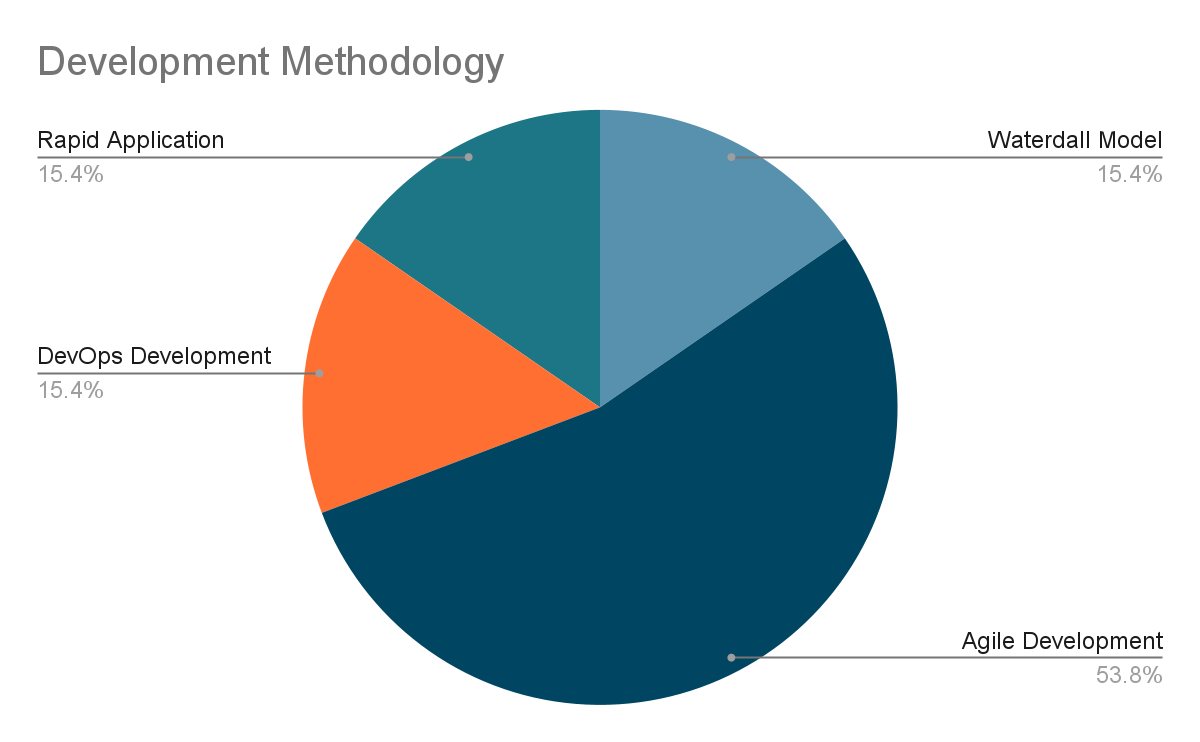 Development Methodology
Rapid Application
15.4%
Waterdall Model
15.4%
DevOps Development
15.4%
Agile Development
53.8%